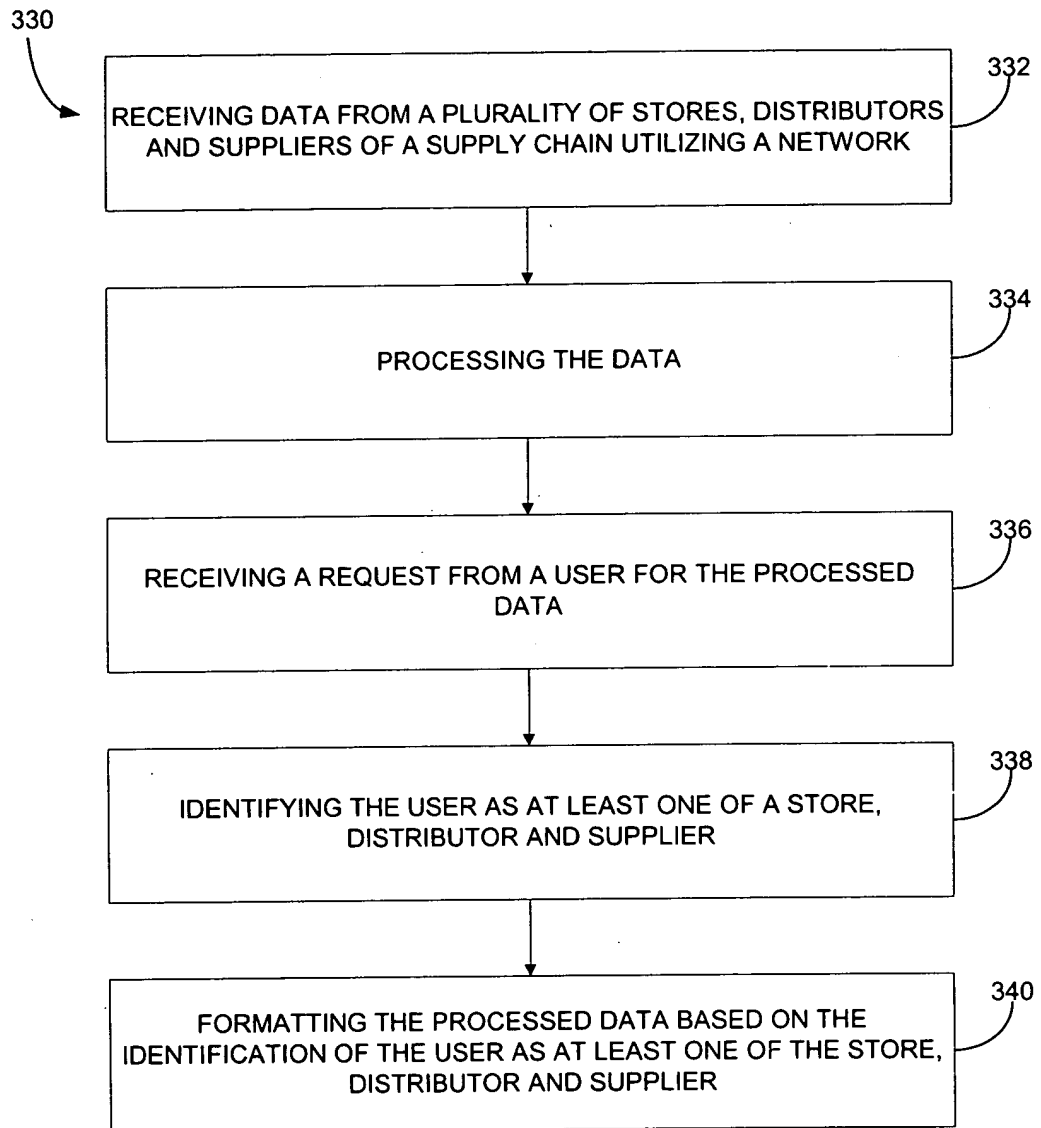 330
332
RECEIVING DATA FROM A PLURALITY OF STORES, DISTRIBUTORS
AND SUPPLIERS OF A SUPPLY CHAIN UTILIZING A NETWORK
334
PROCESSING THE DATA
336
RECEIVING A REQUEST FROM A USER FOR THE PROCESSED
DATA
338
IDENTIFYING THE USER AS AT LEAST ONE OF A STORE,
DISTRIBUTOR AND SUPPLIER
340
FORMATTING THE PROCESSED DATA BASED ON THE
IDENTIFICATION OF THE USER AS AT LEAST ONE OF THE STORE,
DISTRIBUTOR AND SUPPLIER